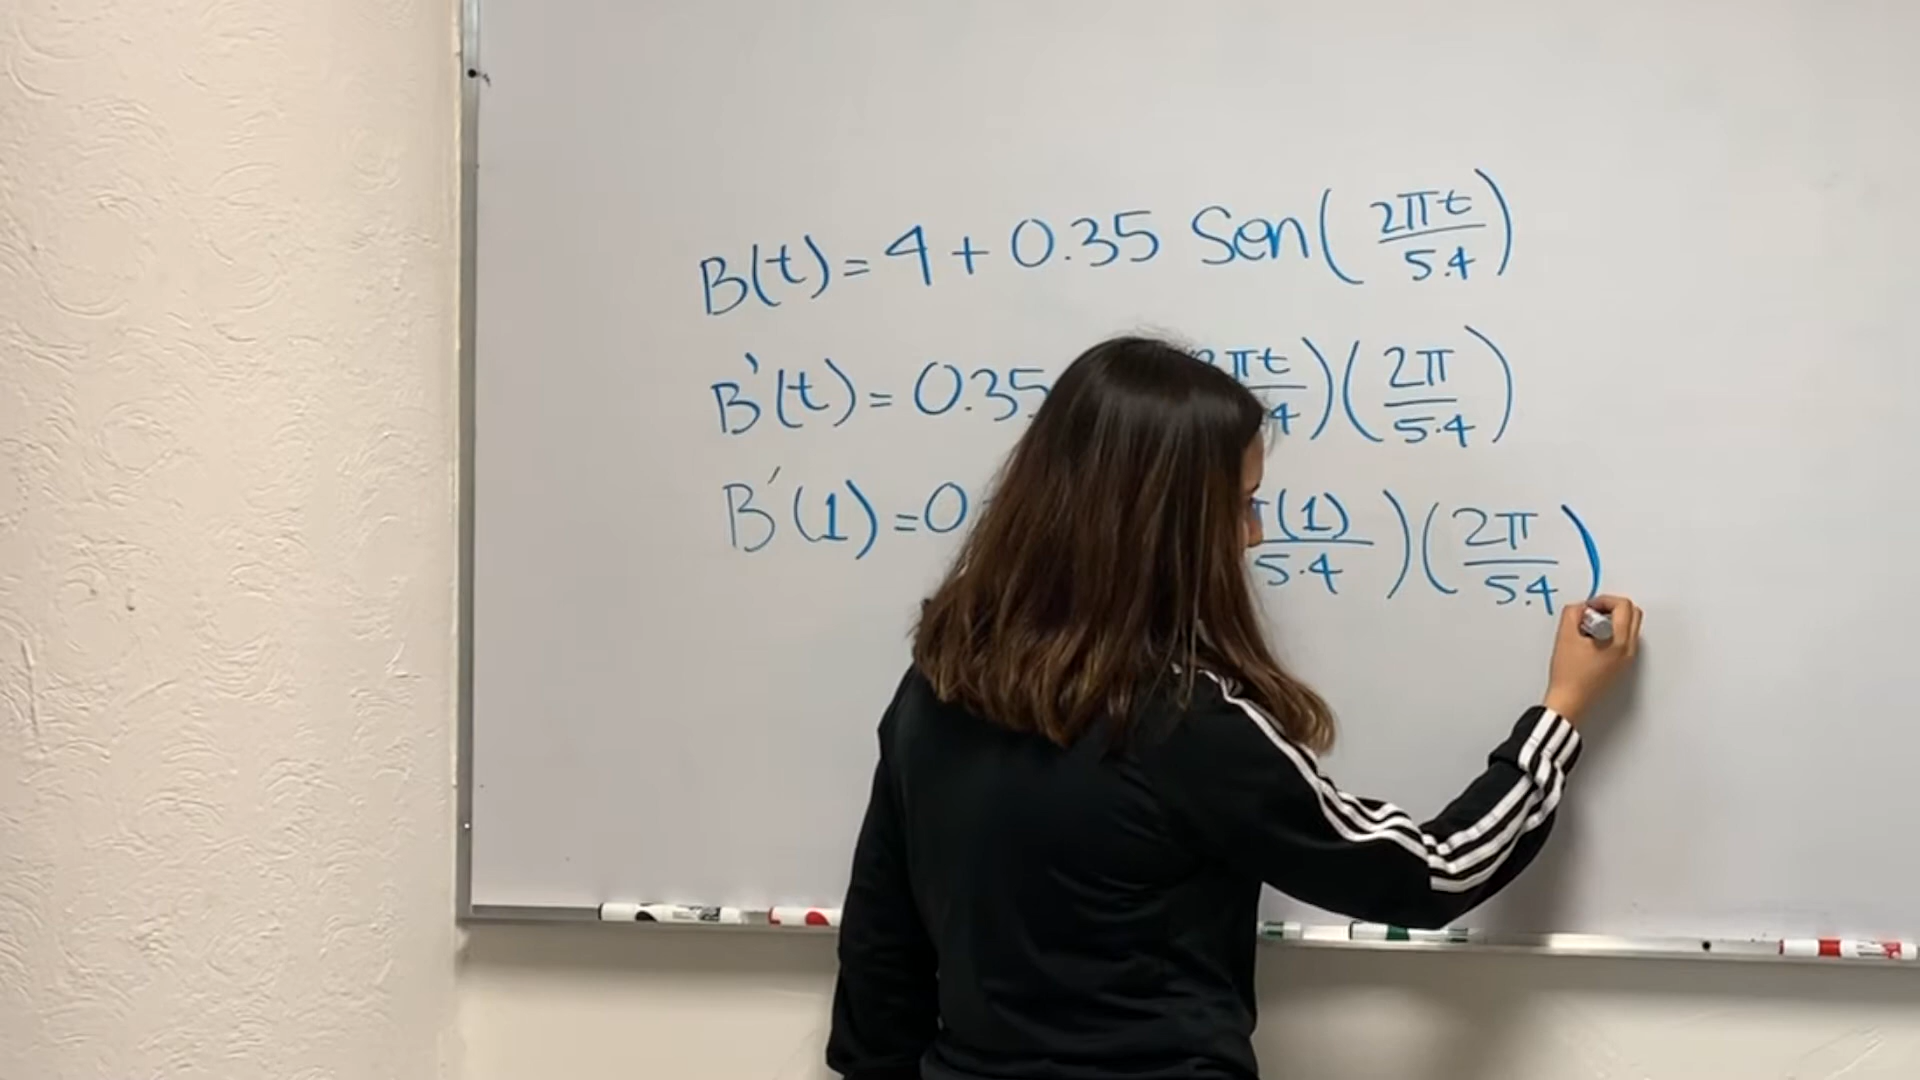 B(t) = 4 + 0.35 Sen(2πt/5.4)
B'(t) = 0.35 πt/4)(2π/5.4)
B'(1) = 0 (1)/5.4)(2π/5.4)